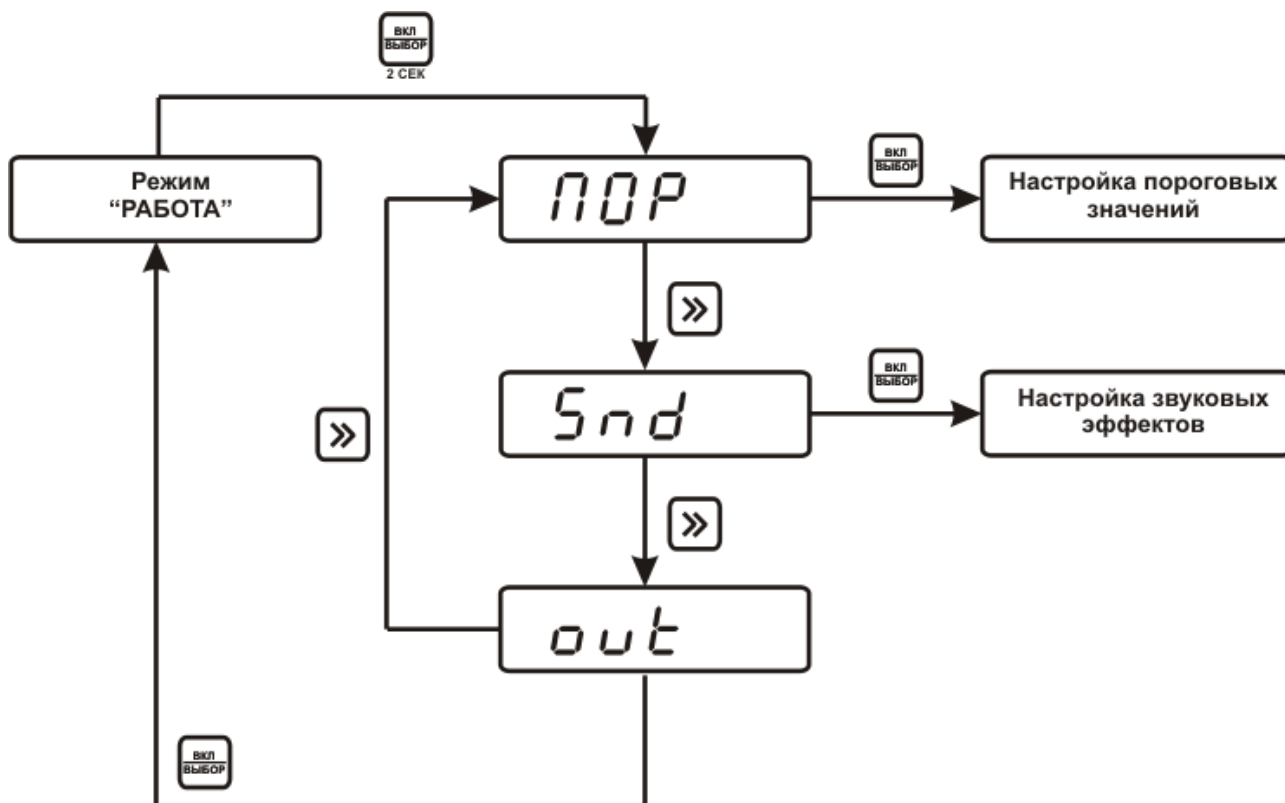 ВКЛ
ВЫБОР
2 СЕК
Режим
“РАБОТА”
ПОР
ВКЛ
ВЫБОР
Настройка пороговых
значений
»
Snd
ВКЛ
ВЫБОР
Настройка звуковых
эффектов
»
»
out
ВКЛ
ВЫБОР